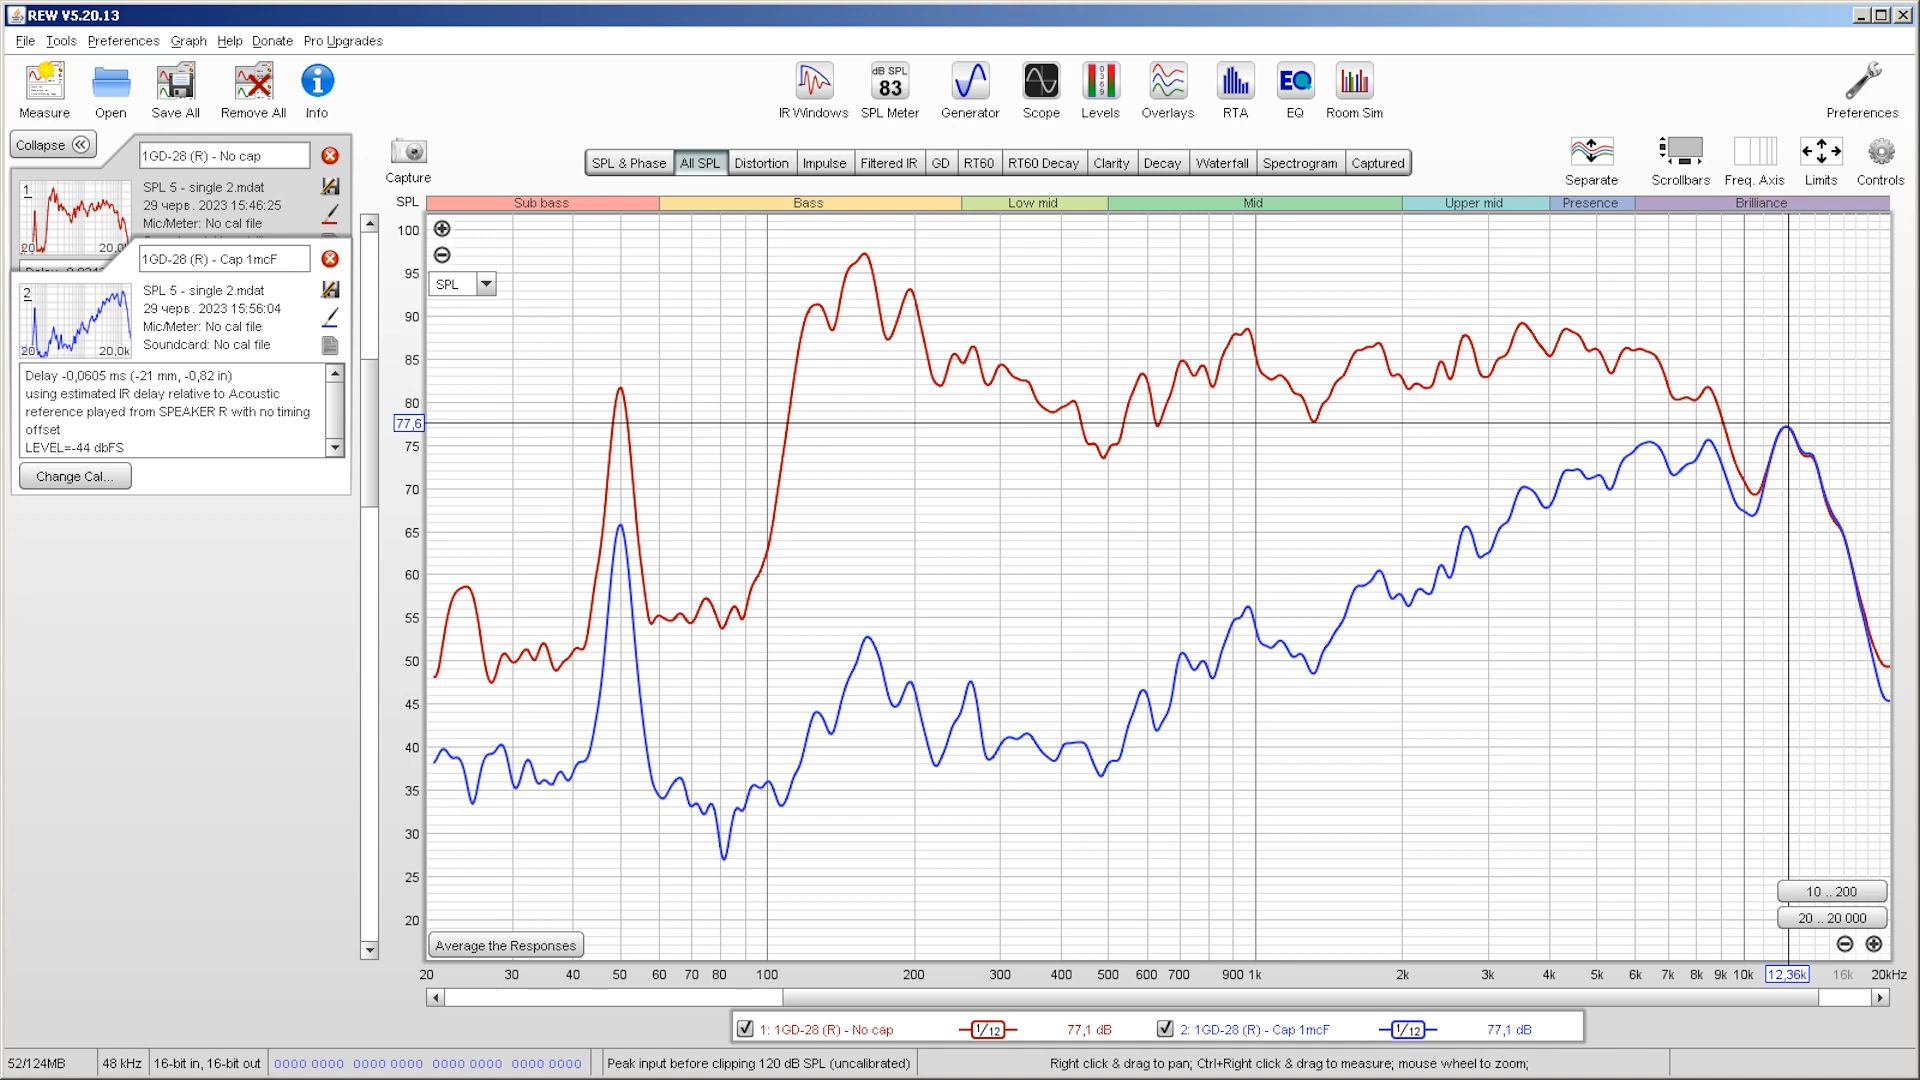 REW V5.20.13
File Tools Preferences Graph Help Donate Pro Upgrades
Measure Open Save All Remove All Info
dB SPL
83
IR Windows SPL Meter Generator Scope Levels Overlays RTA EQ Room Sim
Preferences
Collapse
1GD-28 (R) - No cap
1
SPL 5 - single 2.mdat
29 черв. 2023 15:46:25
Mic/Meter: No cal file
20 20,0
1GD-28 (R) - Cap 1mcF
2
SPL 5 - single 2.mdat
29 черв. 2023 15:56:04
Mic/Meter: No cal file
Soundcard: No cal file
20 20,0k
Delay -0,0605 ms (-21 mm, -0,82 in)
using estimated IR delay relative to Acoustic
reference played from SPEAKER R with no timing
offset
LEVEL=-44 dbFS
Change Cal...
Capture
SPL & Phase All SPL Distortion Impulse Filtered IR GD RT60 RT60 Decay Clarity Decay Waterfall Spectrogram Captured
Separate Scrollbars Freq. Axis Limits Controls
SPL
Sub bass Bass Low mid Mid Upper mid Presence Brilliance
SPL
100
95
90
85
80
77,6
75
70
65
60
55
50
45
40
35
30
25
20
10 .. 200
20 .. 20 000
Average the Responses
20 30 40 50 60 70 80 100 200 300 400 500 600 700 900 1k 2k 3k 4k 5k 6k 7k 8k 9k 10k 12,36k 16k 20kHz
1: 1GD-28 (R) - No cap 1/12 77,1 dB 2: 1GD-28 (R) - Cap 1mcF 1/12 77,1 dB
52/124MB 48 kHz 16-bit in, 16-bit out 0000 0000 0000 0000 0000 0000 0000 0000 Peak input before clipping 120 dB SPL (uncalibrated) Right click & drag to pan; Ctrl+Right click & drag to measure; mouse wheel to zoom;